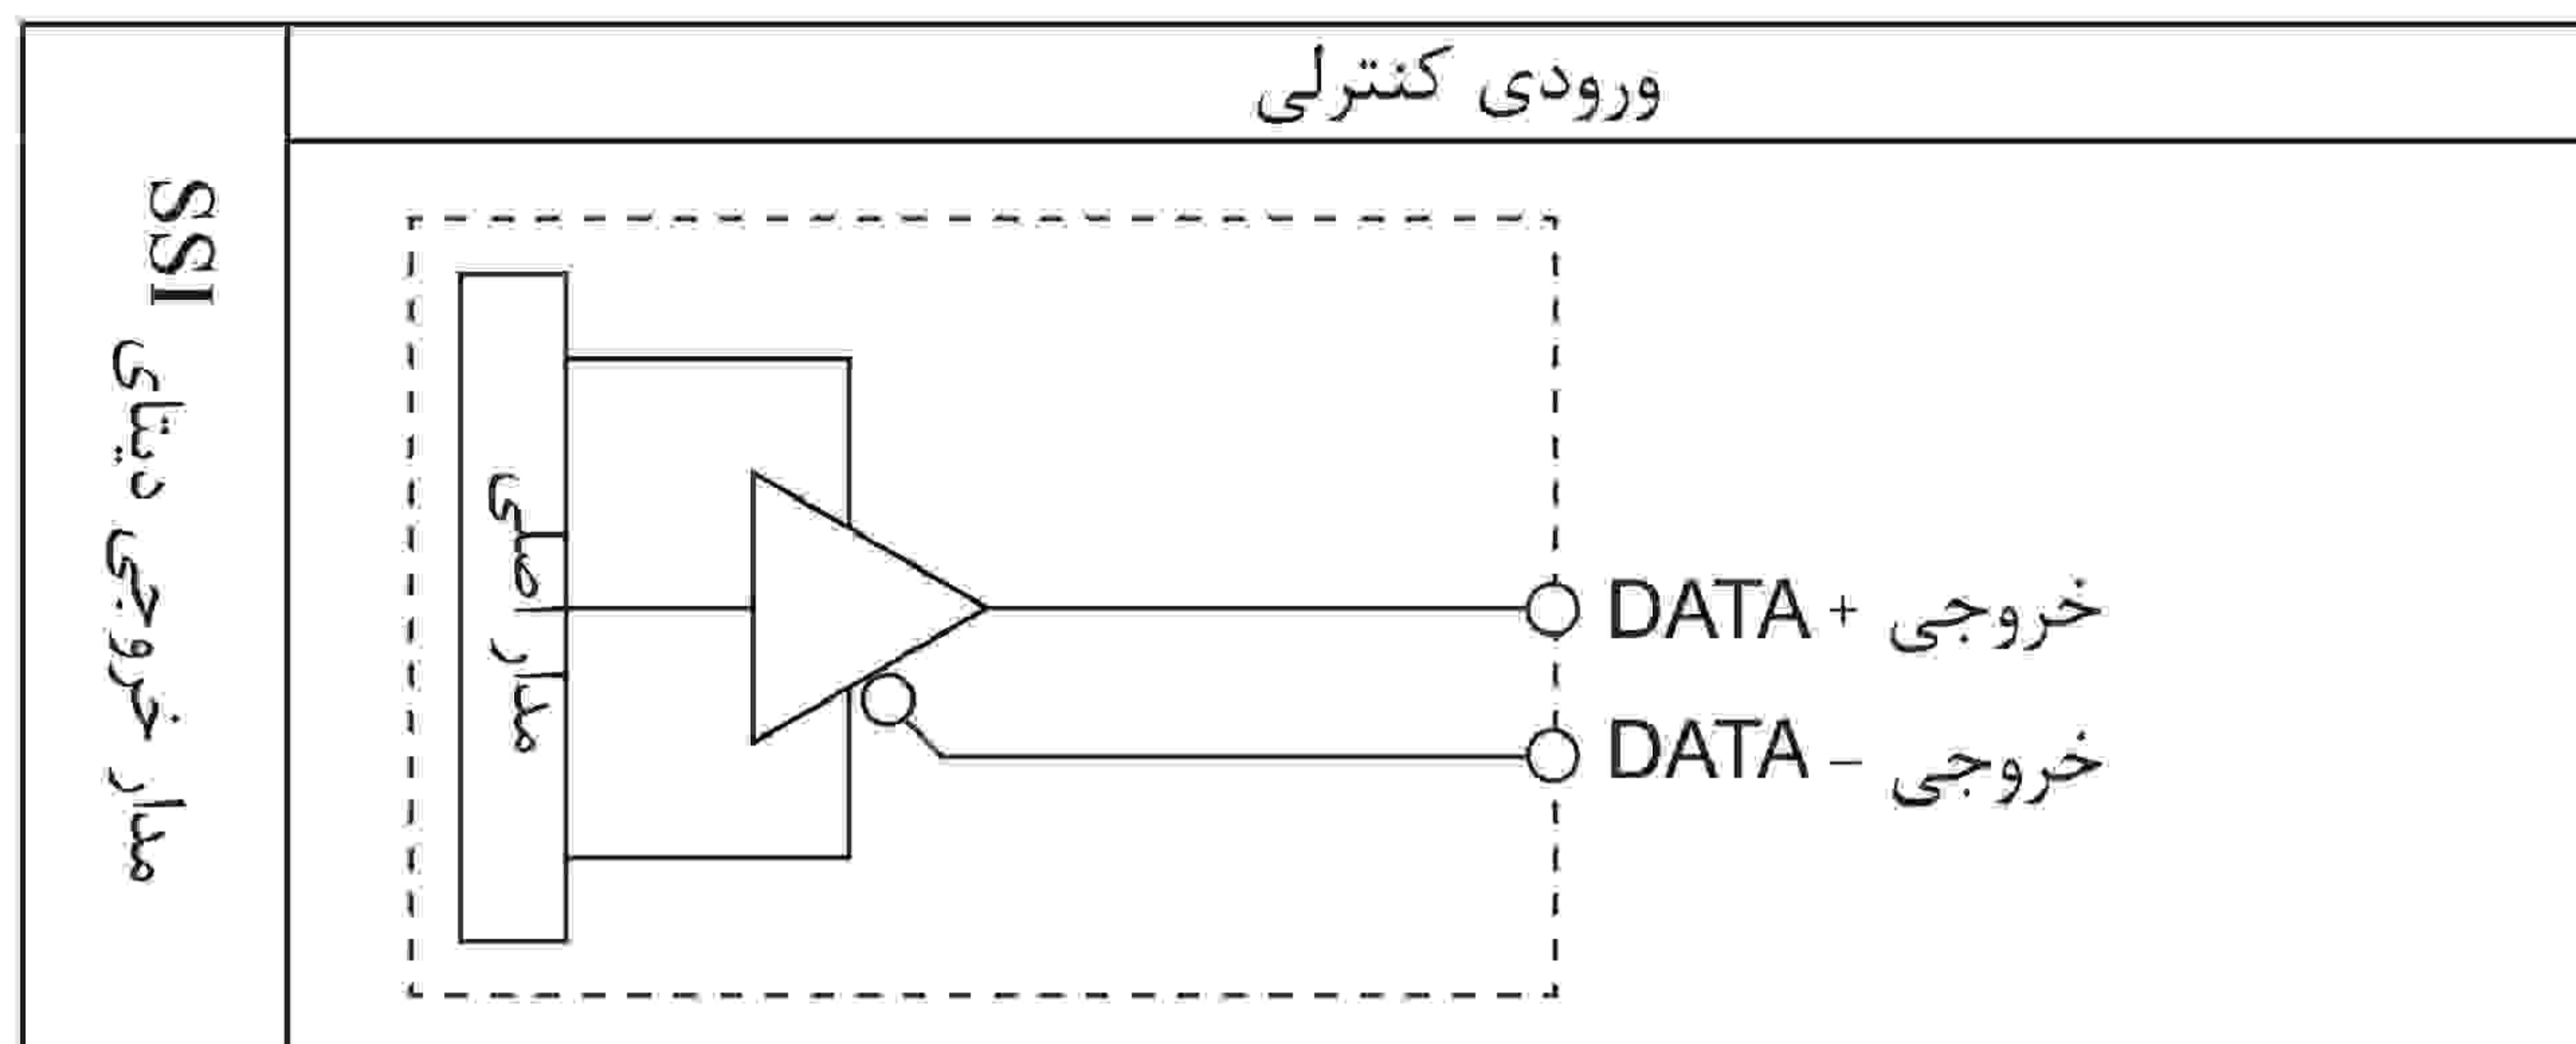 ورودی کنترلی
مدار خروجی دیتای SSI
مدار اصلی
خروجی + DATA
خروجی – DATA